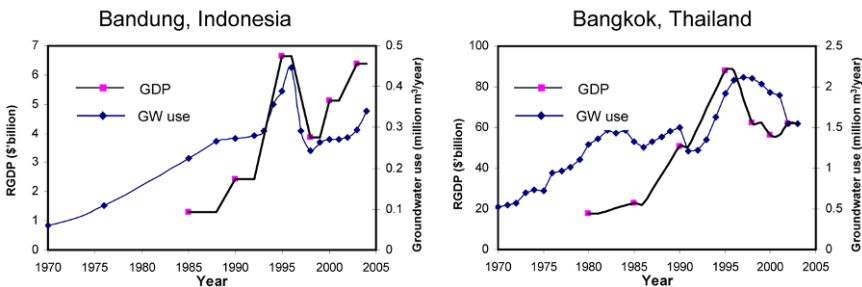 Bandung, Indonesia
7
6
5
4
3
2
1
0
RGDP ($'billion)
0.5
0.4
0.3
0.2
0.1
0
Groundwater use (million m³/year)
GDP
GW use
1970 1975 1980 1985 1990 1995 2000 2005
Year
Bangkok, Thailand
100
80
60
40
20
0
RGDP ($'billion)
2.5
2
1.5
1
0.5
0
Groundwater use (million m³/year)
GDP
GW use
1970 1975 1980 1985 1990 1995 2000 2005
Year